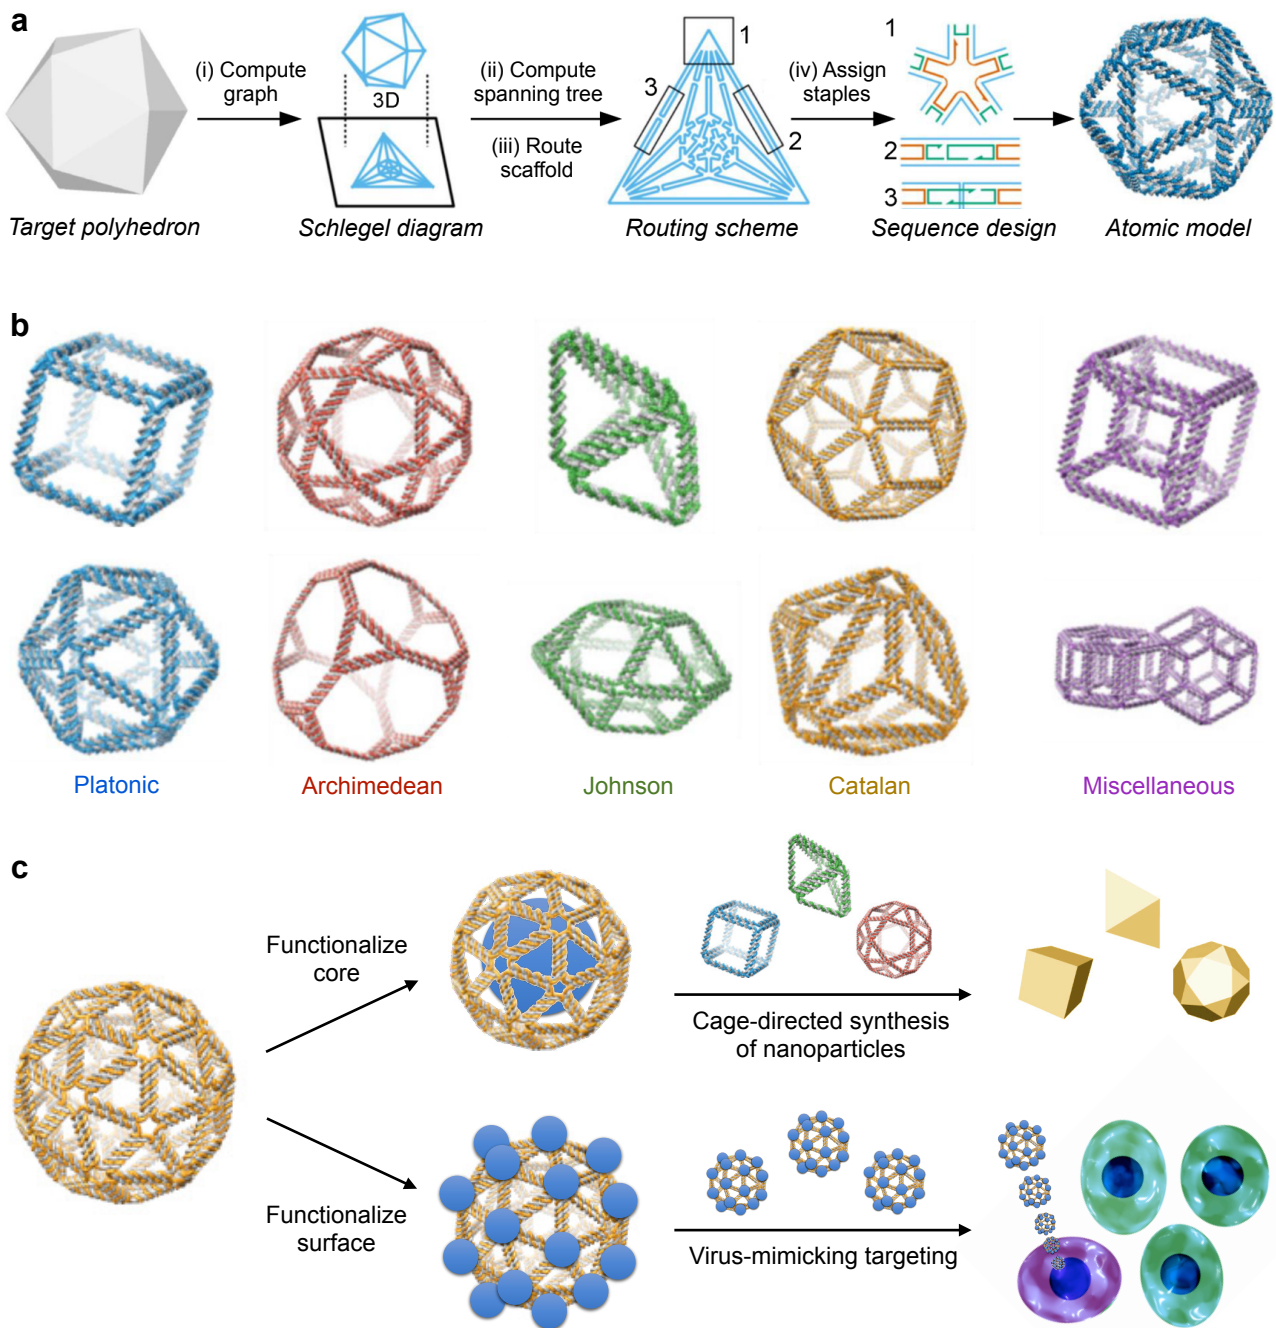 a
(i) Compute
graph
3D
(ii) Compute
spanning tree
(iii) Route
scaffold
1
3
2
(iv) Assign
staples
1
2
3
Target polyhedron
Schlegel diagram
Routing scheme
Sequence design
Atomic model
b
Platonic
Archimedean
Johnson
Catalan
Miscellaneous
c
Functionalize
core
Cage-directed synthesis
of nanoparticles
Functionalize
surface
Virus-mimicking targeting